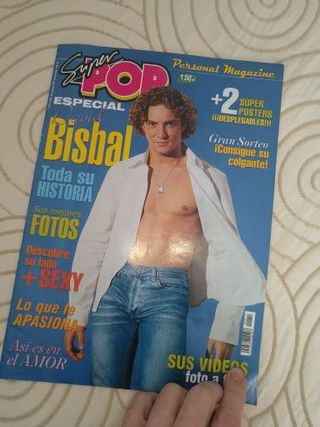 Super
POP
Personal Magazine
1,50€
ESPECIAL
David
Bisbal
+2 SUPER
POSTERS
¡¡¡DESPLEGABLES!!!
Gran Sorteo
¡Consigue su
colgante!
Toda su
HISTORIA
Sus mejores
FOTOS
Descubre
su lado
+SEXY
Lo que le
APASIONA
Así es en
el AMOR
SUS VIDEOS
foto a